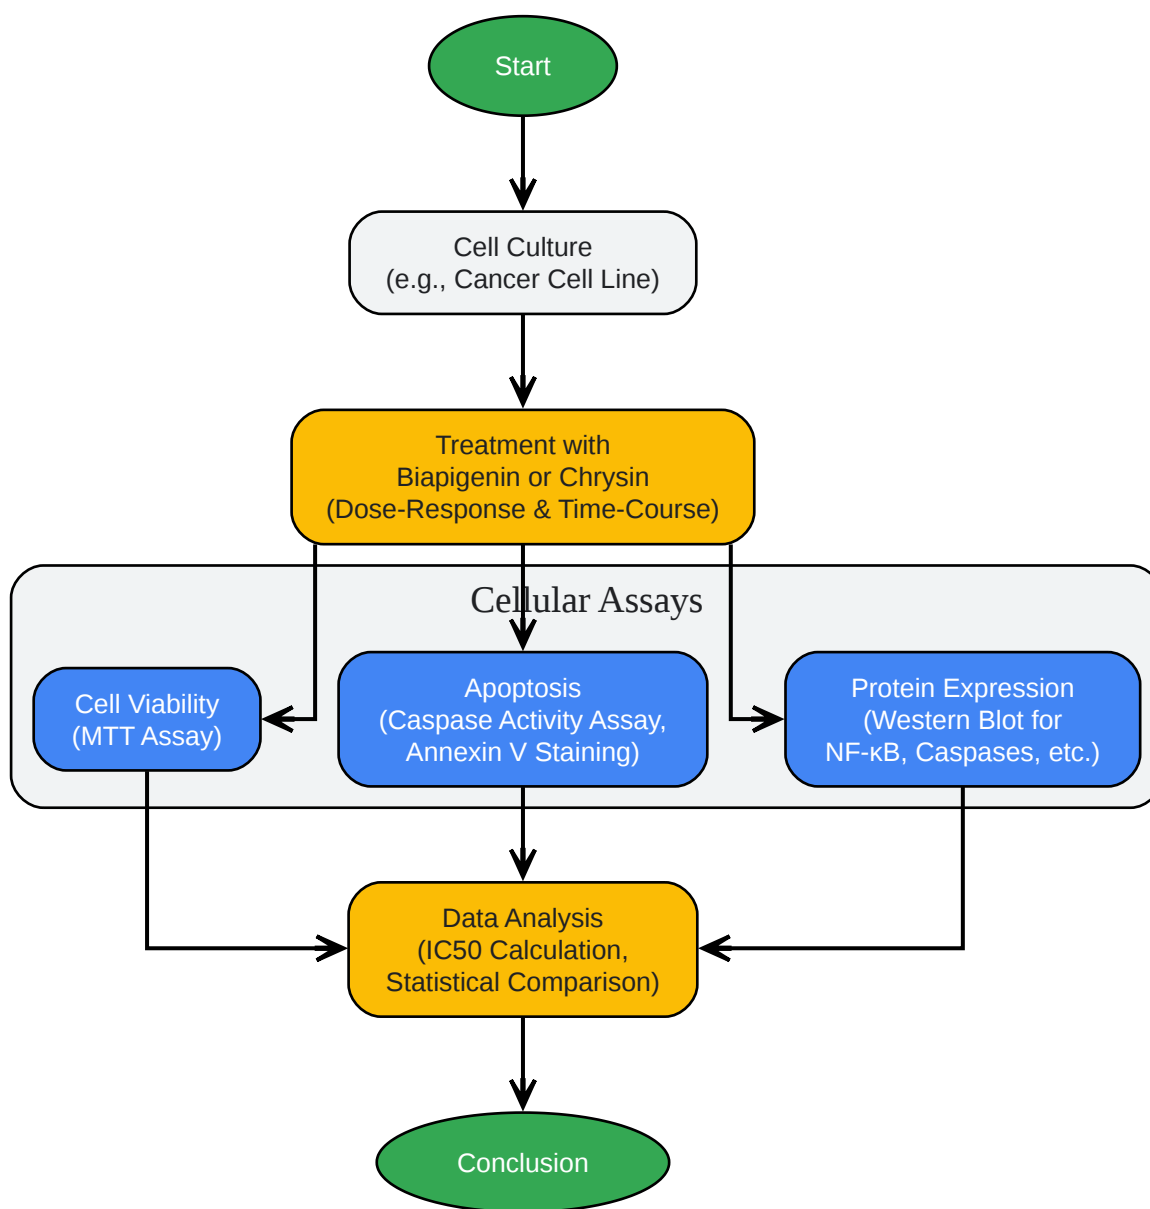 Start
Cell Culture
(e.g., Cancer Cell Line)
Treatment with
Biapigenin or Chrysin
(Dose-Response & Time-Course)
Cellular Assays
Cell Viability
(MTT Assay)
Apoptosis
(Caspase Activity Assay,
Annexin V Staining)
Protein Expression
(Western Blot for
NF-κB, Caspases, etc.)
Data Analysis
(IC50 Calculation,
Statistical Comparison)
Conclusion